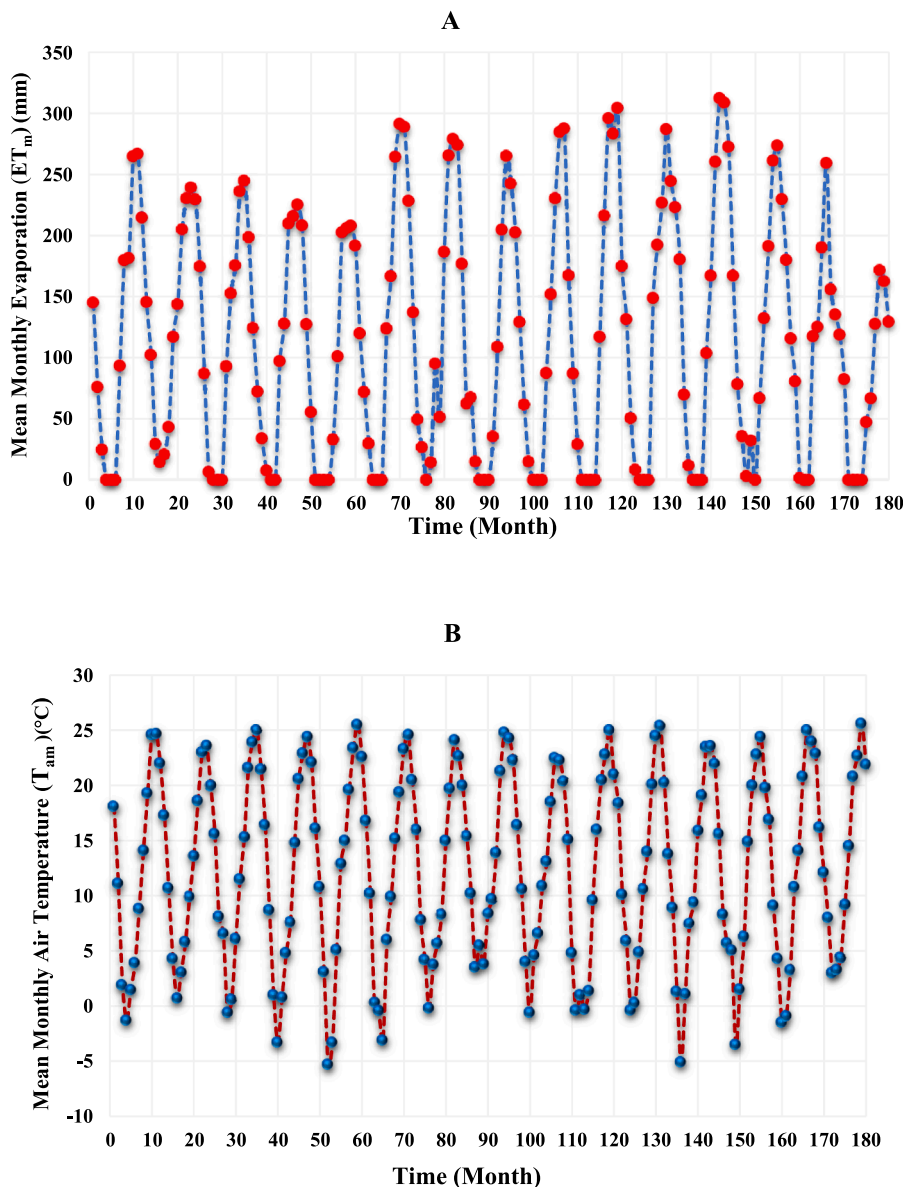 A
Mean Monthly Evaporation (ETm) (mm)
350
300
250
200
150
100
50
0
0 10 20 30 40 50 60 70 80 90 100 110 120 130 140 150 160 170 180
Time (Month)
B
Mean Monthly Air Temperature (Tam)(°C)
30
25
20
15
10
5
0
-5
-10
0 10 20 30 40 50 60 70 80 90 100 110 120 130 140 150 160 170 180
Time (Month)